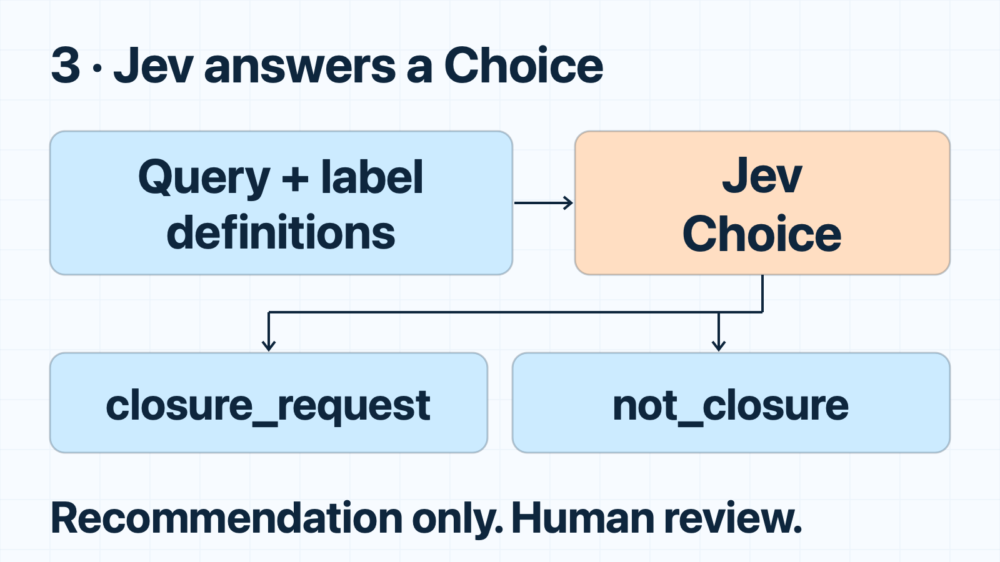 3 · Jev answers a Choice
Query + label
definitions
Jev
Choice
closure_request
not_closure
Recommendation only. Human review.